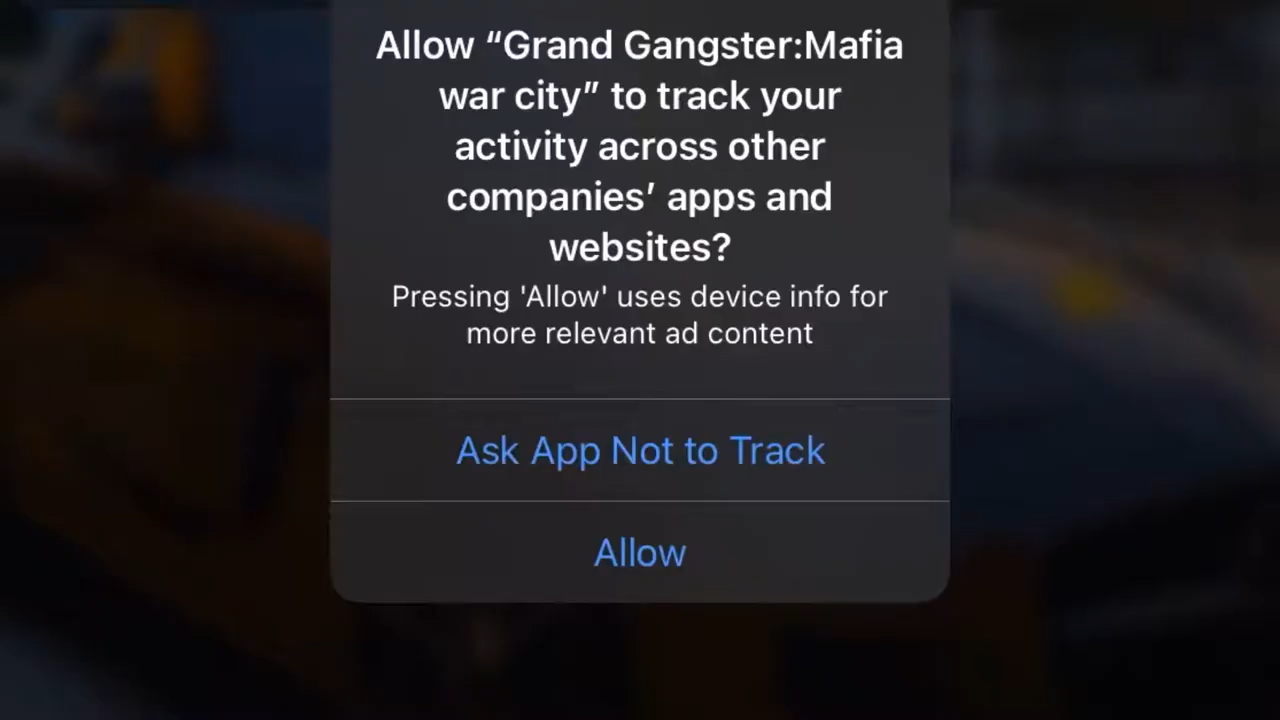 Allow “Grand Gangster:Mafia
war city” to track your
activity across other
companies’ apps and
websites?
Pressing 'Allow' uses device info for
more relevant ad content
Ask App Not to Track
Allow